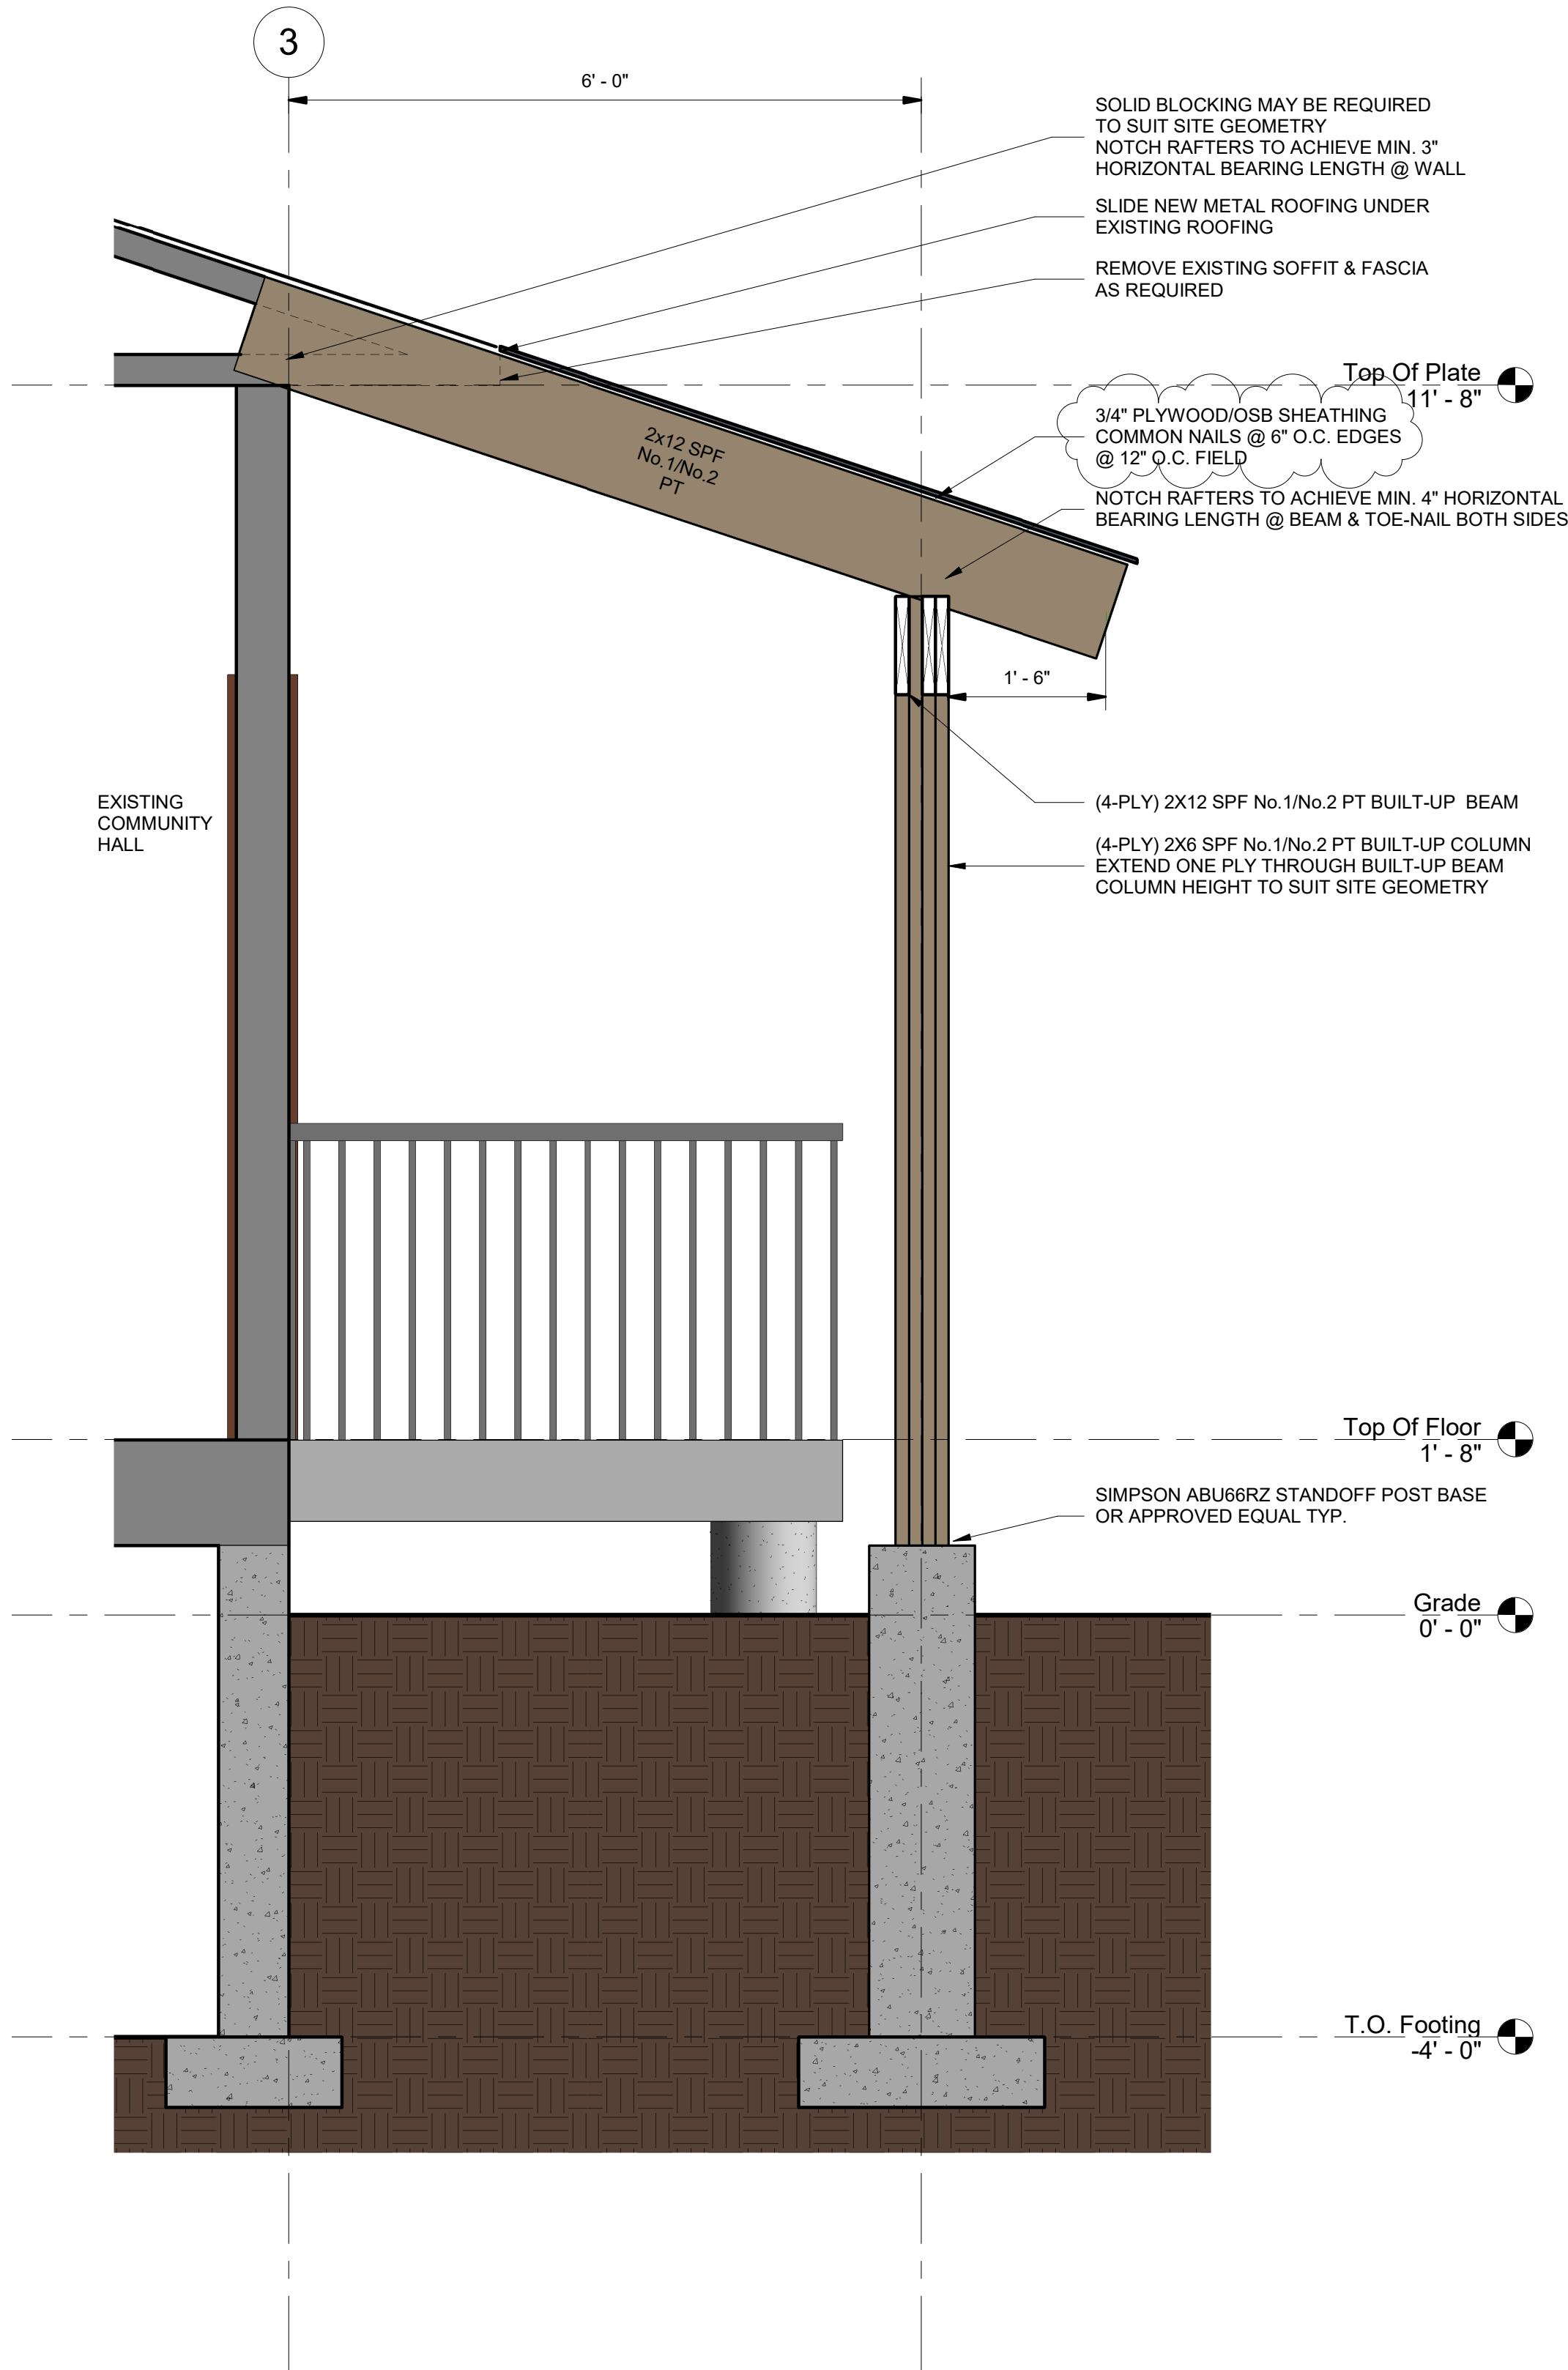 3
6' - 0"
SOLID BLOCKING MAY BE REQUIRED
TO SUIT SITE GEOMETRY
NOTCH RAFTERS TO ACHIEVE MIN. 3"
HORIZONTAL BEARING LENGTH @ WALL
SLIDE NEW METAL ROOFING UNDER
EXISTING ROOFING
REMOVE EXISTING SOFFIT & FASCIA
AS REQUIRED
Top Of Plate
11' - 8"
3/4" PLYWOOD/OSB SHEATHING
COMMON NAILS @ 6" O.C. EDGES
@ 12" O.C. FIELD
2x12 SPF
No.1/No.2
PT
NOTCH RAFTERS TO ACHIEVE MIN. 4" HORIZONTAL
BEARING LENGTH @ BEAM & TOE-NAIL BOTH SIDES
1' - 6"
EXISTING
COMMUNITY
HALL
(4-PLY) 2X12 SPF No.1/No.2 PT BUILT-UP BEAM
(4-PLY) 2X6 SPF No.1/No.2 PT BUILT-UP COLUMN
EXTEND ONE PLY THROUGH BUILT-UP BEAM
COLUMN HEIGHT TO SUIT SITE GEOMETRY
Top Of Floor
1' - 8"
SIMPSON ABU66RZ STANDOFF POST BASE
OR APPROVED EQUAL TYP.
Grade
0' - 0"
T.O. Footing
-4' - 0"